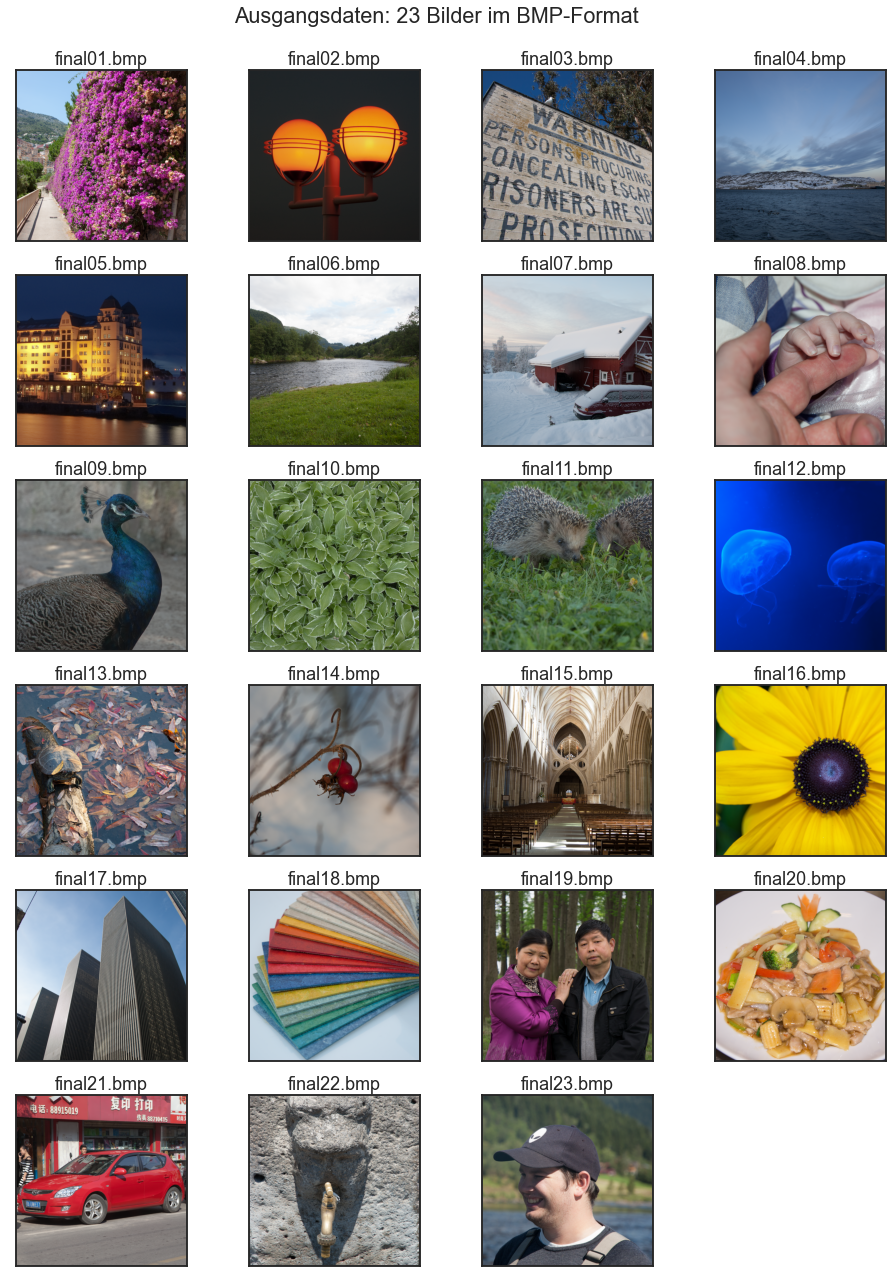 Ausgangsdaten: 23 Bilder im BMP-Format
final01.bmp
final02.bmp
final03.bmp
final04.bmp
WARNING
PERSONS PROCURING
CONCEALING ESCAP
RISONERS ARE SU
PROSECUTION
final05.bmp
final06.bmp
final07.bmp
final08.bmp
final09.bmp
final10.bmp
final11.bmp
final12.bmp
final13.bmp
final14.bmp
final15.bmp
final16.bmp
final17.bmp
final18.bmp
final19.bmp
final20.bmp
final21.bmp
电话: 88915019
复印 打印
final22.bmp
final23.bmp